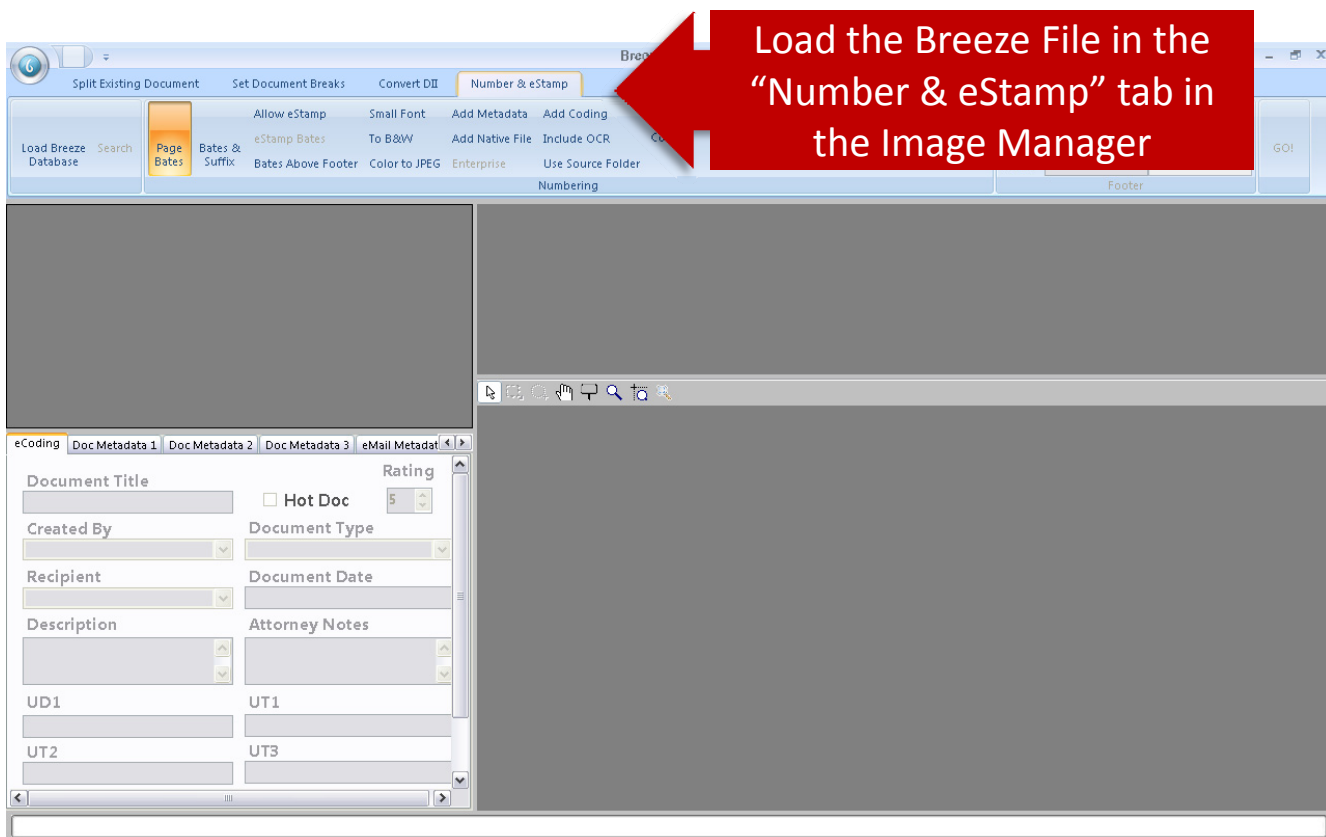 Load the Breeze File in the
“Number & eStamp” tab in
the Image Manager
Split Existing Document Set Document Breaks Convert DII Number & eStamp
Allow eStamp Small Font Add Metadata Add Coding
eStamp Bates To B&W Add Native File Include OCR
Bates Above Footer Color to JPEG Enterprise Use Source Folder
Load Breeze Database Search Page Bates Bates & Suffix
GO!
Numbering Footer
eCoding Doc Metadata 1 Doc Metadata 2 Doc Metadata 3 eMail Metadat
Document Title Rating
Hot Doc 5
Created By Document Type
Recipient Document Date
Description Attorney Notes
UD1 UT1
UT2 UT3